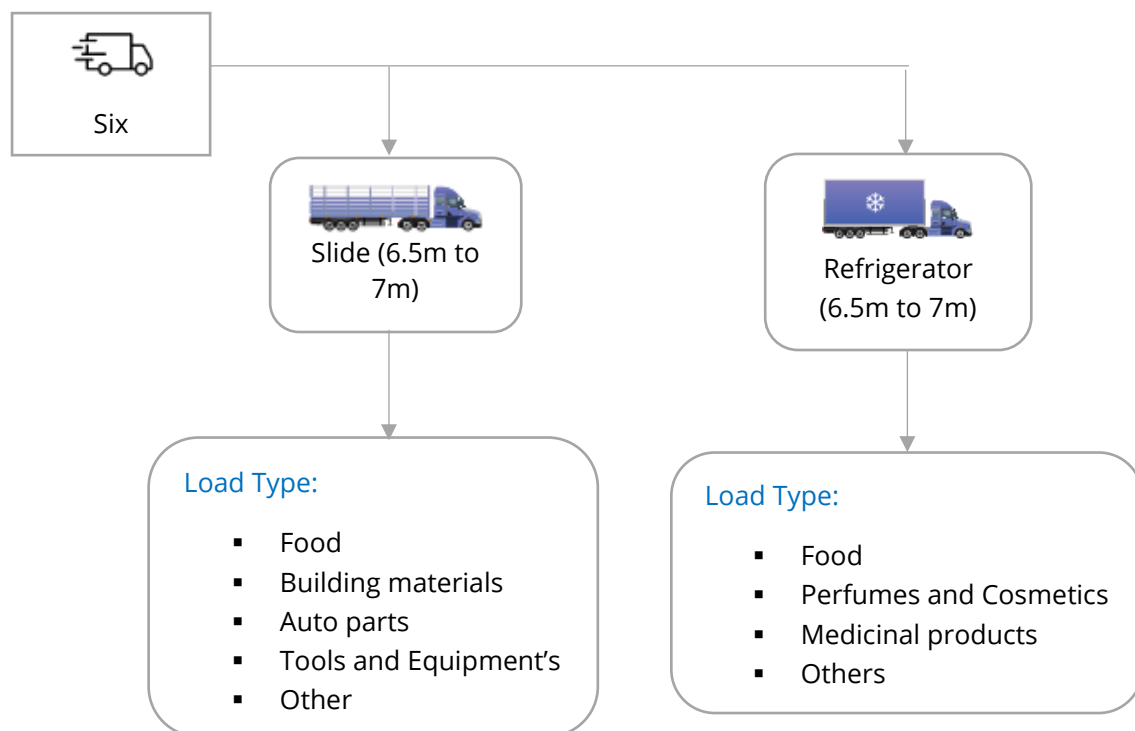 Six
Slide (6.5m to
7m)
Refrigerator
(6.5m to 7m)
Load Type:
▪ Food
▪ Building materials
▪ Auto parts
▪ Tools and Equipment’s
▪ Other
Load Type:
▪ Food
▪ Perfumes and Cosmetics
▪ Medicinal products
▪ Others